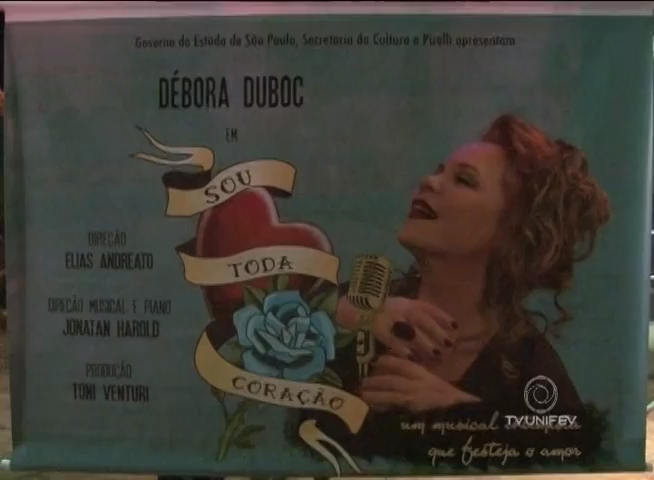 Governo do Estado de São Paulo, Secretaria da Cultura e apresentam
DÉBORA DUBOC
EM
SOU
TODA
CORAÇÃO
DIREÇÃO
ELIAS ANDREATO
DIREÇÃO MUSICAL E PIANO
JONATAN HAROLD
PRODUÇÃO
TONI VENTURI
TVUNIFEV
um musical
que festeja o amor